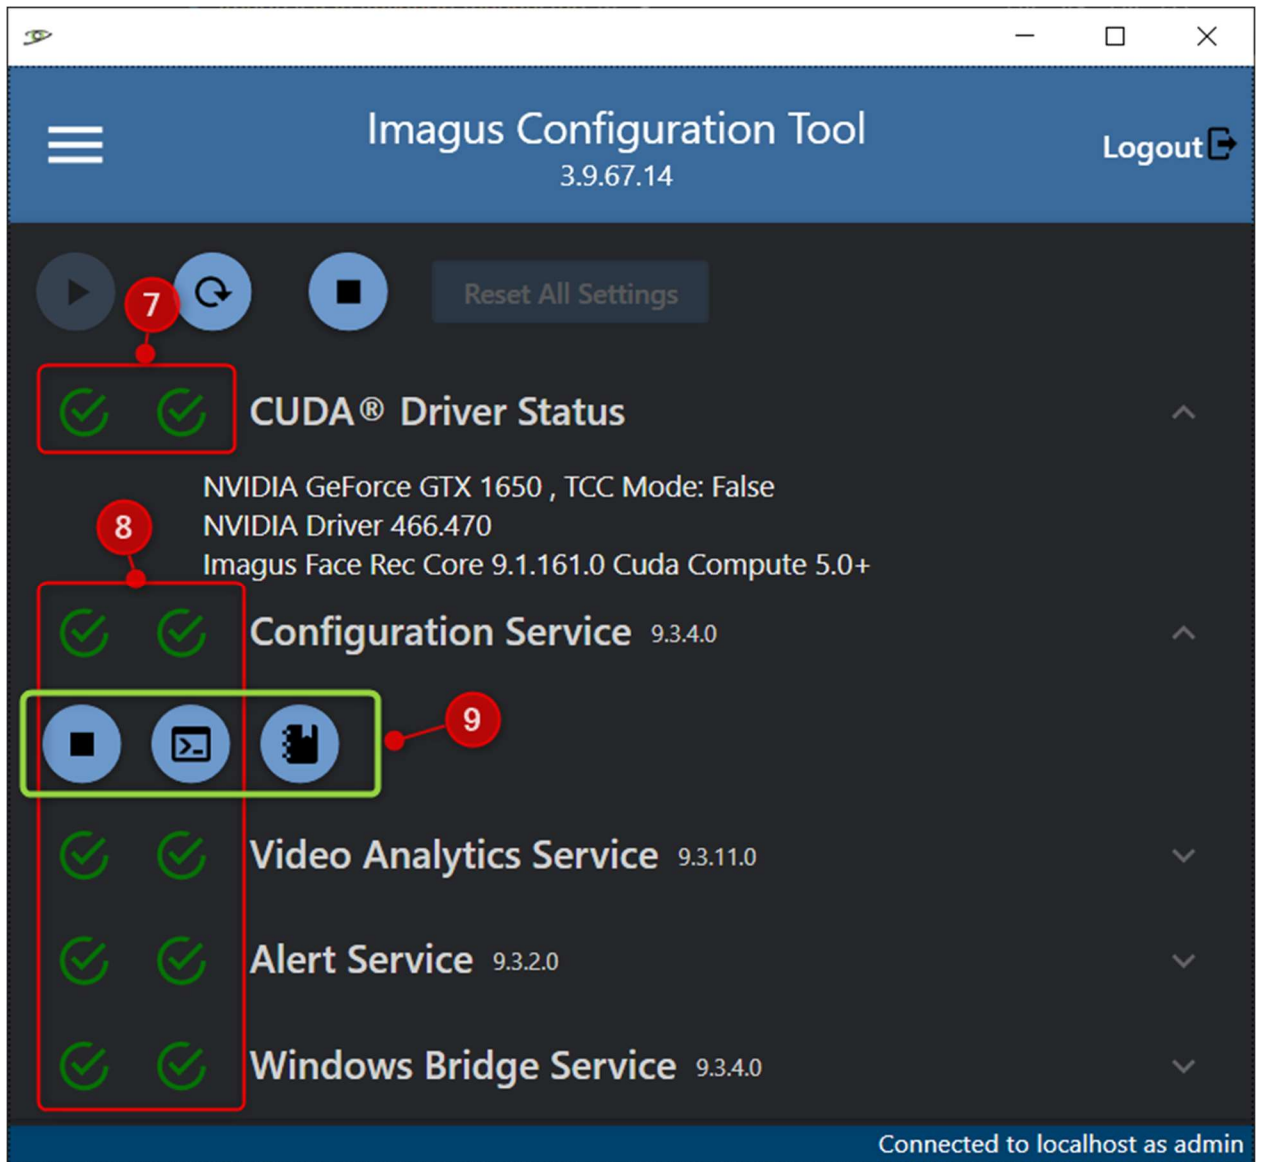 Imagus Configuration Tool
3.9.67.14
Logout
Reset All Settings
7
CUDA® Driver Status
NVIDIA GeForce GTX 1650 , TCC Mode: False
NVIDIA Driver 466.470
Imagus Face Rec Core 9.1.161.0 Cuda Compute 5.0+
8
Configuration Service 9.3.4.0
9
Video Analytics Service 9.3.11.0
Alert Service 9.3.2.0
Windows Bridge Service 9.3.4.0
Connected to localhost as admin